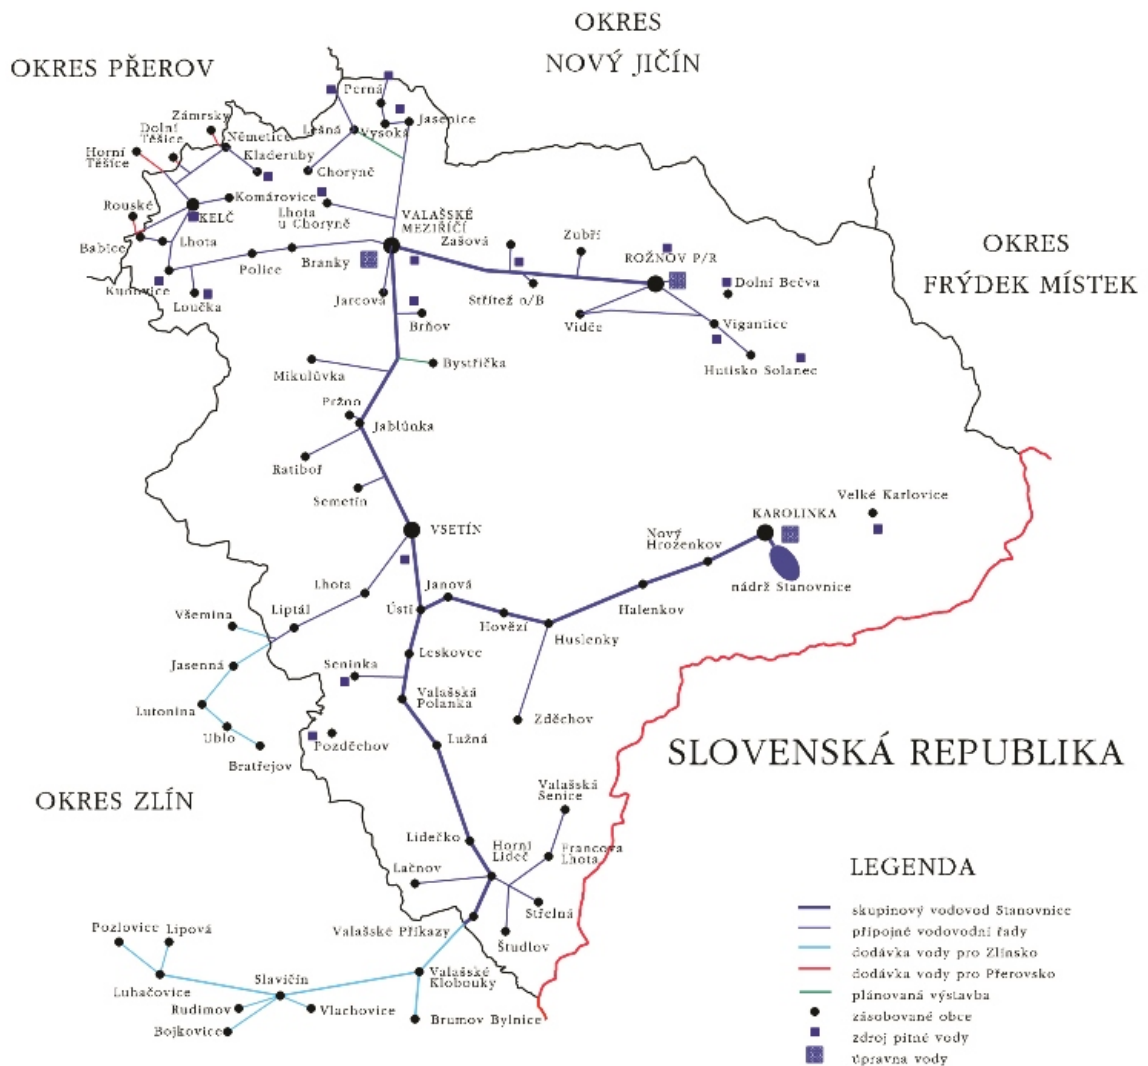 OKRES
NOVÝ JIČÍN
OKRES PŘEROV
Perná
Zámrsky
Dolní
Těšice
Lešná
Vysoká
Jasenice
Němetice
Horní
Těšice
Kladeruby
Choryně
Komárovice
Rouské
KELČ
Lhota
u Choryně
VALAŠSKÉ
MEZIŘÍČÍ
Zašová
Zubří
Babice
Lhota
Police
Branky
ROŽNOV P/R
OKRES
FRÝDEK MÍSTEK
Kunovice
Loučka
Jarcová
Střítež n/B
Dolní Bečva
Brňov
Vidče
Vigantice
Mikulůvka
Bystřička
Hutisko Solanec
Pržno
Jablůnka
Ratiboř
Semetín
Velké Karlovice
VSETÍN
KAROLINKA
Nový
Hrozenkov
nádrž Stanovnice
Lhota
Janová
Halenkov
Všemina
Liptál
Ústí
Hovězí
Huslenky
Jasenná
Seninka
Leskovec
Valašská
Polanka
Lutonina
Zděchov
Ublo
Pozděchov
Lužná
Bratřejov
SLOVENSKÁ REPUBLIKA
OKRES ZLÍN
Valašská
Senice
Lidečko
Horní
Lideč
Francova
Lhota
Lačnov
LEGENDA
Střelná
skupinový vodovod Stanovnice
Pozlovice
Lipová
Valašské Příkazy
přípojné vodovodní řady
Študlov
dodávka vody pro Zlínsko
Luhačovice
Slavičín
Valašské
Klobouky
dodávka vody pro Přerovsko
plánovaná výstavba
Rudimov
Vlachovice
Brumov Bylnice
zásobované obce
Bojkovice
zdroj pitné vody
úpravna vody